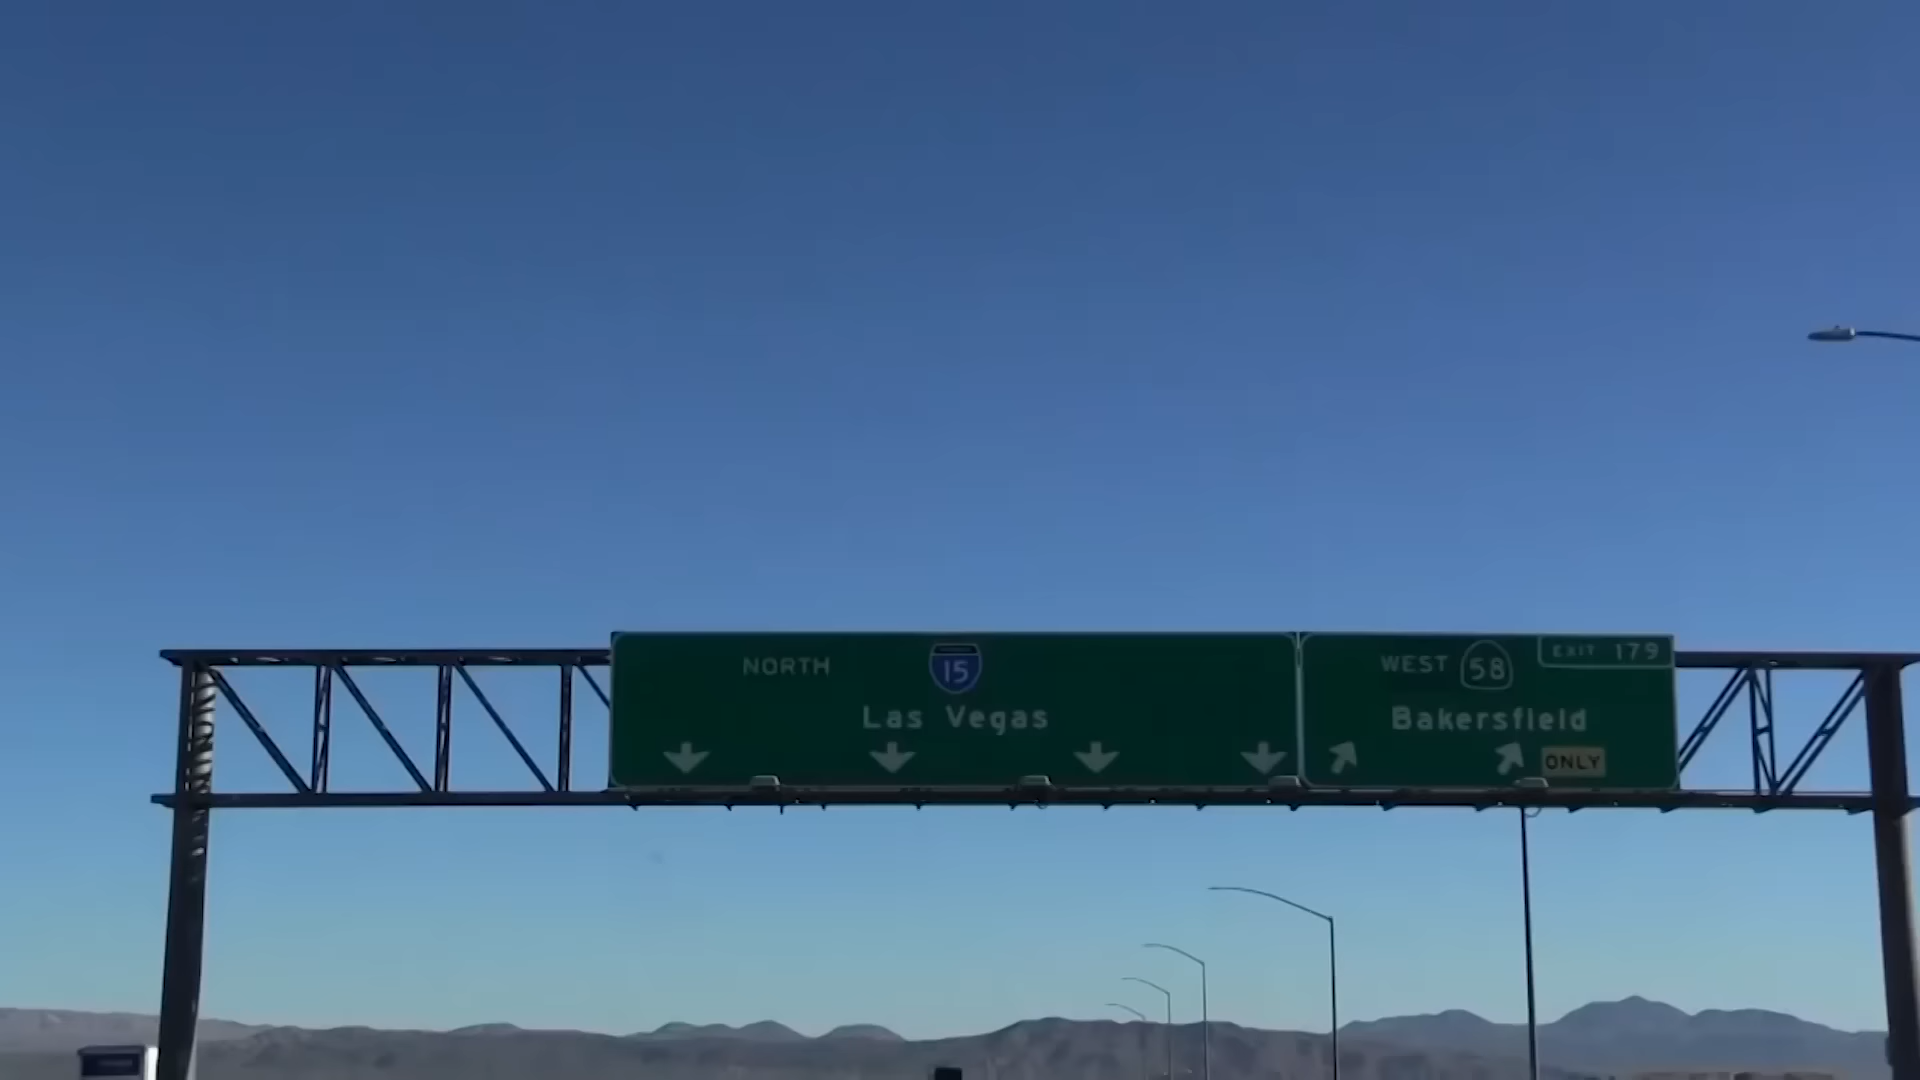 NORTH 15
Las Vegas
EXIT 179
WEST 58
Bakersfield
ONLY